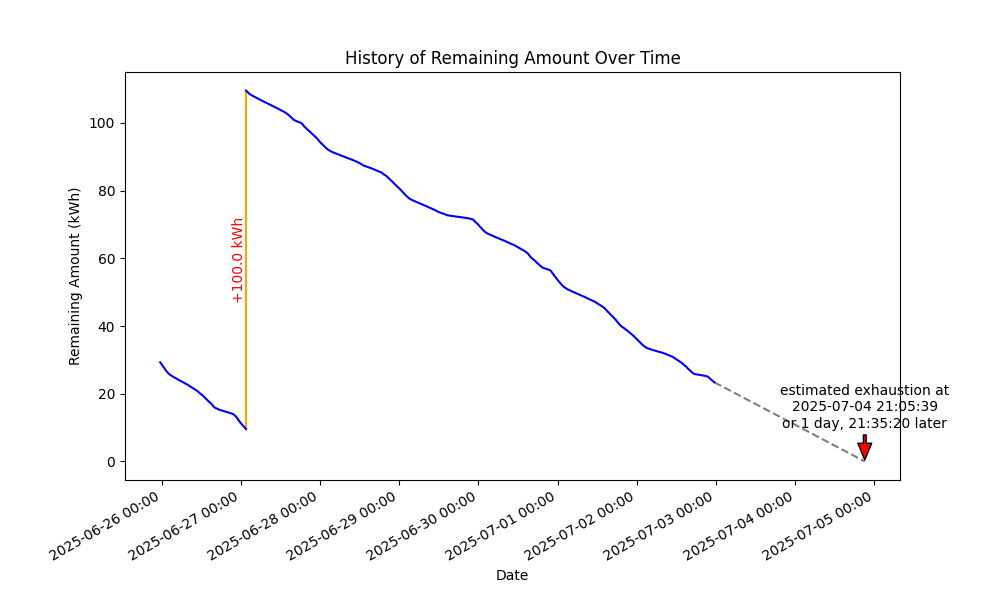 History of Remaining Amount Over Time
Remaining Amount (kWh)
100
80
60
40
20
0
+100.0 kWh
estimated exhaustion at
2025-07-04 21:05:39
or 1 day, 21:35:20 later
2025-06-26 00:00
2025-06-27 00:00
2025-06-28 00:00
2025-06-29 00:00
2025-06-30 00:00
2025-07-01 00:00
2025-07-02 00:00
2025-07-03 00:00
2025-07-04 00:00
2025-07-05 00:00
Date